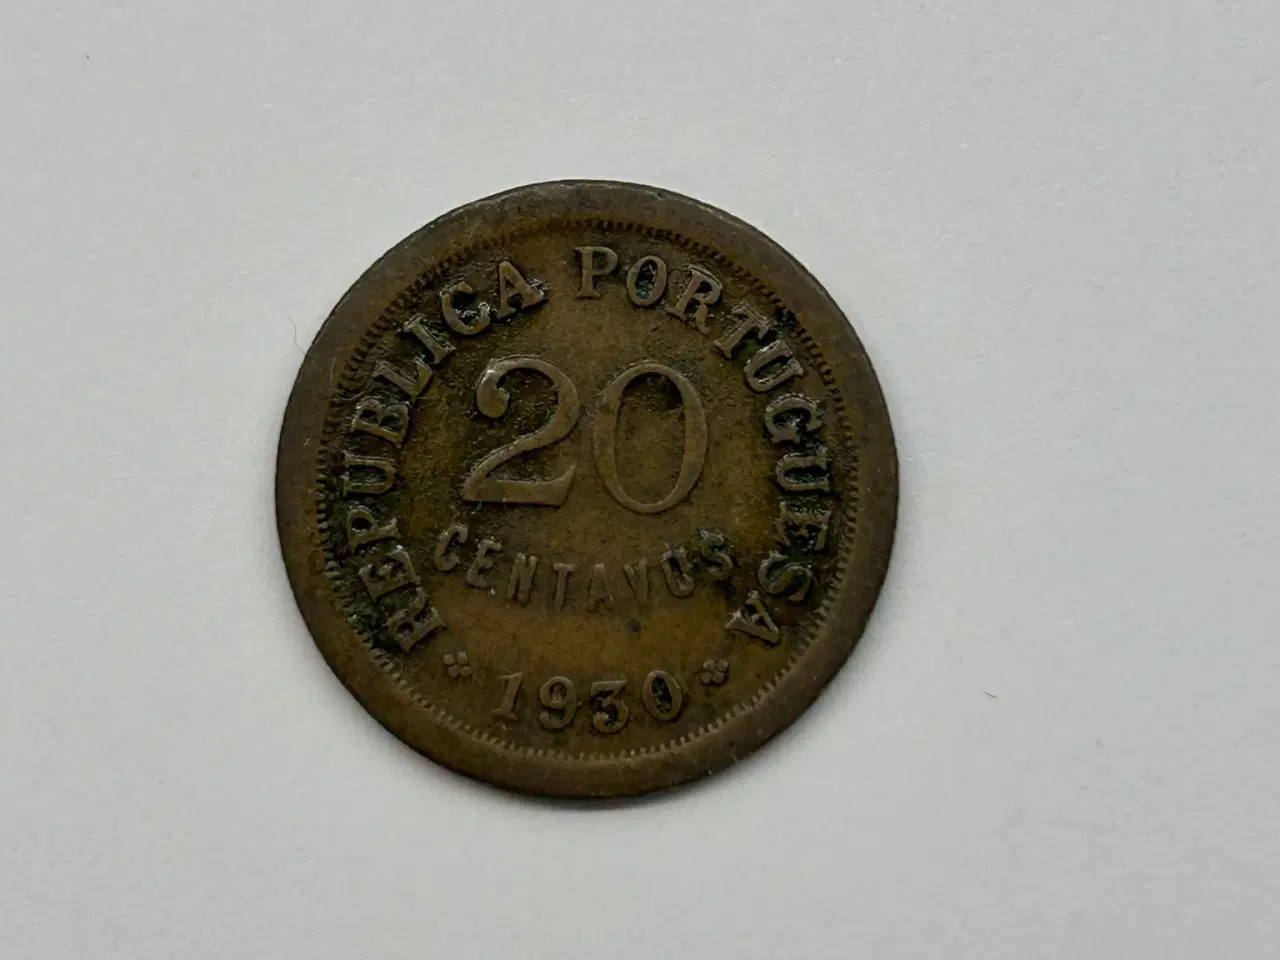 REPUBLICA PORTUGUESA
20
CENTAVOS
1930